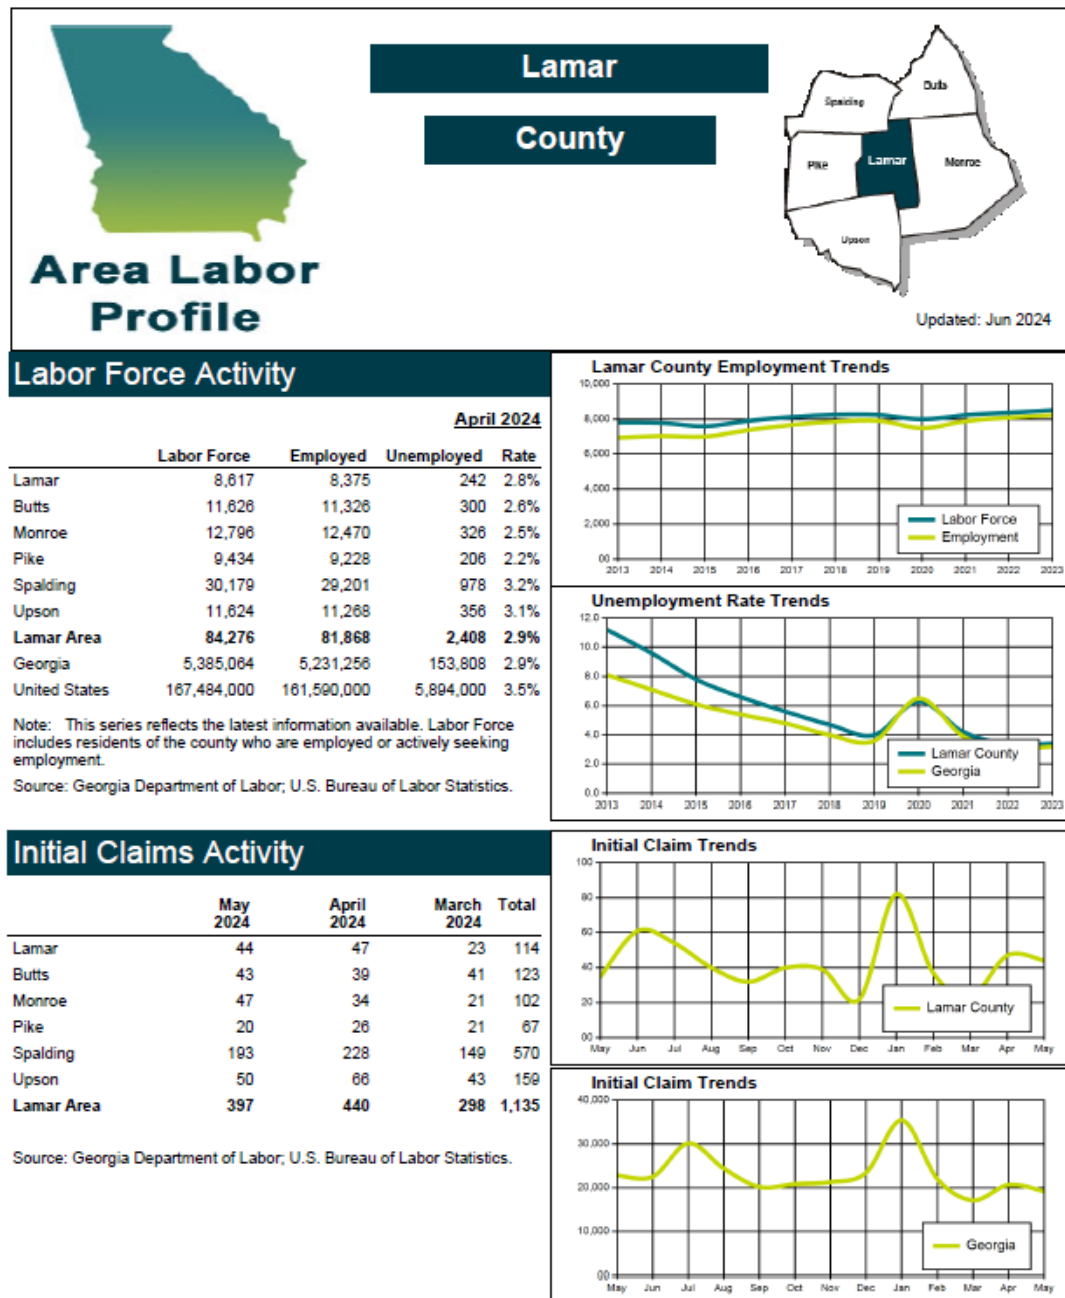 Lamar
County
Spalding
Butts
Pike
Lamar
Monroe
Upson
Area Labor
Profile
Updated: Jun 2024
Labor Force Activity
April 2024
Labor Force Employed Unemployed Rate
Lamar 8,617 8,375 242 2.8%
Butts 11,626 11,326 300 2.6%
Monroe 12,796 12,470 326 2.5%
Pike 9,434 9,228 206 2.2%
Spalding 30,179 29,201 978 3.2%
Upson 11,624 11,268 356 3.1%
Lamar Area 84,276 81,868 2,408 2.9%
Georgia 5,385,064 5,231,256 153,808 2.9%
United States 167,484,000 161,590,000 5,894,000 3.5%
Note: This series reflects the latest information available. Labor Force
includes residents of the county who are employed or actively seeking
employment.
Source: Georgia Department of Labor; U.S. Bureau of Labor Statistics.
Lamar County Employment Trends
10,000
8,000
6,000
4,000
2,000
00
Labor Force
Employment
2013 2014 2015 2016 2017 2018 2019 2020 2021 2022 2023
Unemployment Rate Trends
12.0
10.0
8.0
6.0
4.0
2.0
0.0
Lamar County
Georgia
2013 2014 2015 2016 2017 2018 2019 2020 2021 2022 2023
Initial Claims Activity
May April March Total
2024 2024 2024
Lamar 44 47 23 114
Butts 43 39 41 123
Monroe 47 34 21 102
Pike 20 26 21 67
Spalding 193 228 149 570
Upson 50 66 43 159
Lamar Area 397 440 298 1,135
Source: Georgia Department of Labor; U.S. Bureau of Labor Statistics.
Initial Claim Trends
100
80
60
40
20
00
Lamar County
May Jun Jul Aug Sep Oct Nov Dec Jan Feb Mar Apr May
Initial Claim Trends
40,000
30,000
20,000
10,000
00
Georgia
May Jun Jul Aug Sep Oct Nov Dec Jan Feb Mar Apr May